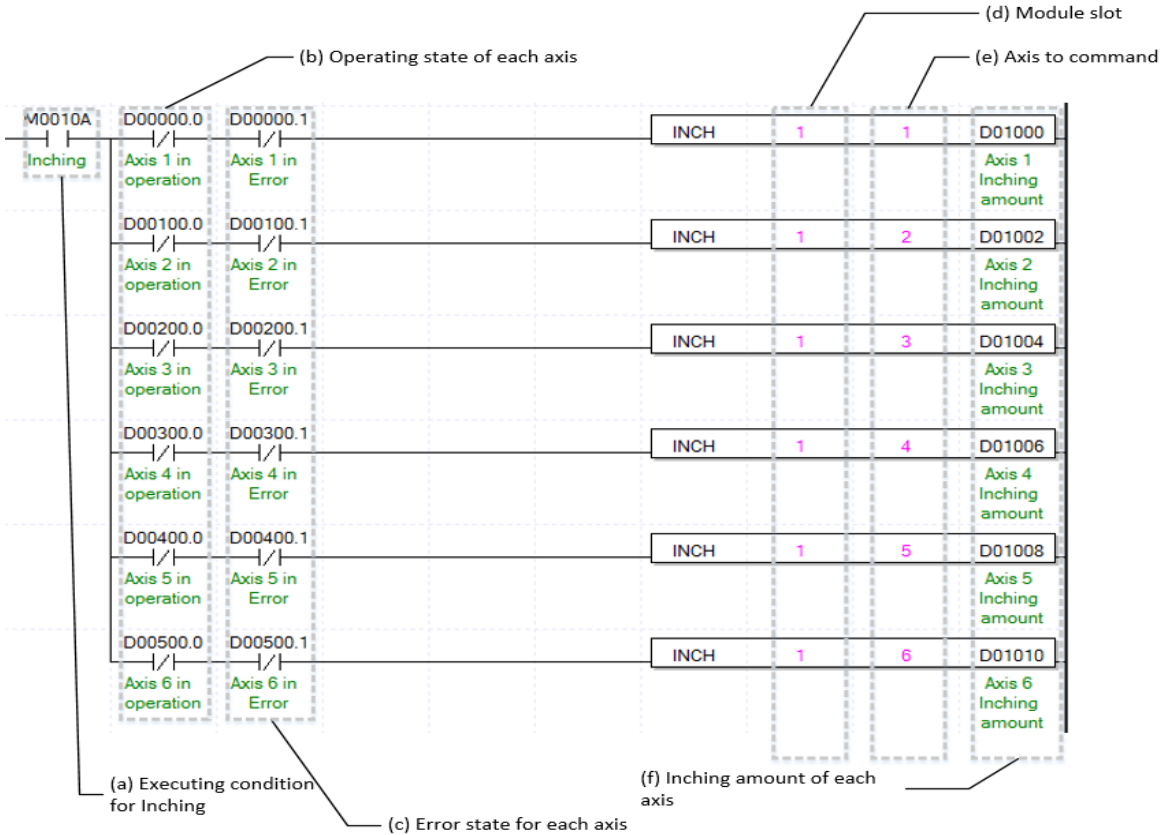 (d) Module slot
(b) Operating state of each axis
(e) Axis to command
M0010A D00000.0 D00000.1 INCH 1 1 D01000
Inching Axis 1 in Axis 1 in Axis 1
operation Error Inching
amount
D00100.0 D00100.1 INCH 1 2 D01002
Axis 2 in Axis 2 in Axis 2
operation Error Inching
amount
D00200.0 D00200.1 INCH 1 3 D01004
Axis 3 in Axis 3 in Axis 3
operation Error Inching
amount
D00300.0 D00300.1 INCH 1 4 D01006
Axis 4 in Axis 4 in Axis 4
operation Error Inching
amount
D00400.0 D00400.1 INCH 1 5 D01008
Axis 5 in Axis 5 in Axis 5
operation Error Inching
amount
D00500.0 D00500.1 INCH 1 6 D01010
Axis 6 in Axis 6 in Axis 6
operation Error Inching
amount
(a) Executing condition
for Inching
(f) Inching amount of each
axis
(c) Error state for each axis